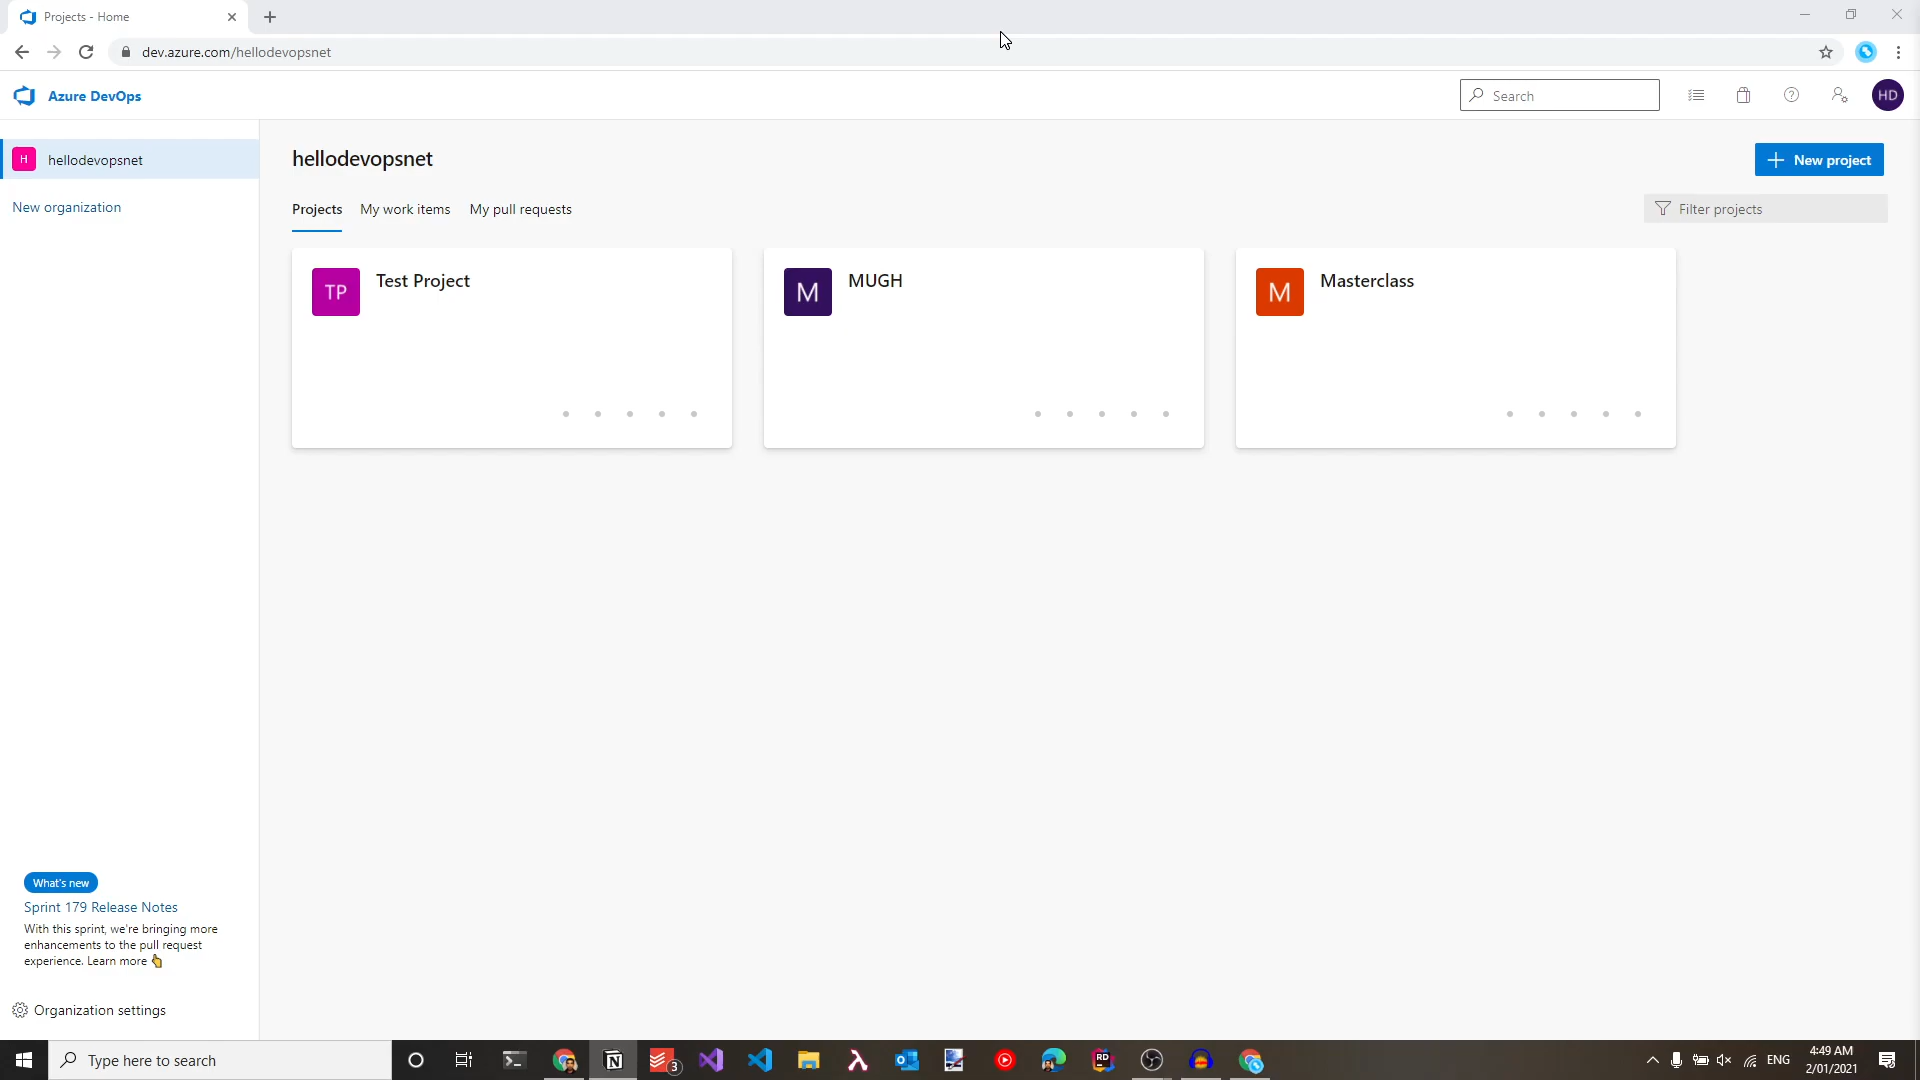 Projects - Home
dev.azure.com/hellodevopsnet
Azure DevOps
Search
HD
H hellodevopsnet
New organization
hellodevopsnet
New project
Projects My work items My pull requests
Filter projects
TP Test Project
M MUGH
M Masterclass
What's new
Sprint 179 Release Notes
With this sprint, we're bringing more
enhancements to the pull request
experience. Learn more 👆
Organization settings
Type here to search
N
3
RD
ENG
4:49 AM
2/01/2021